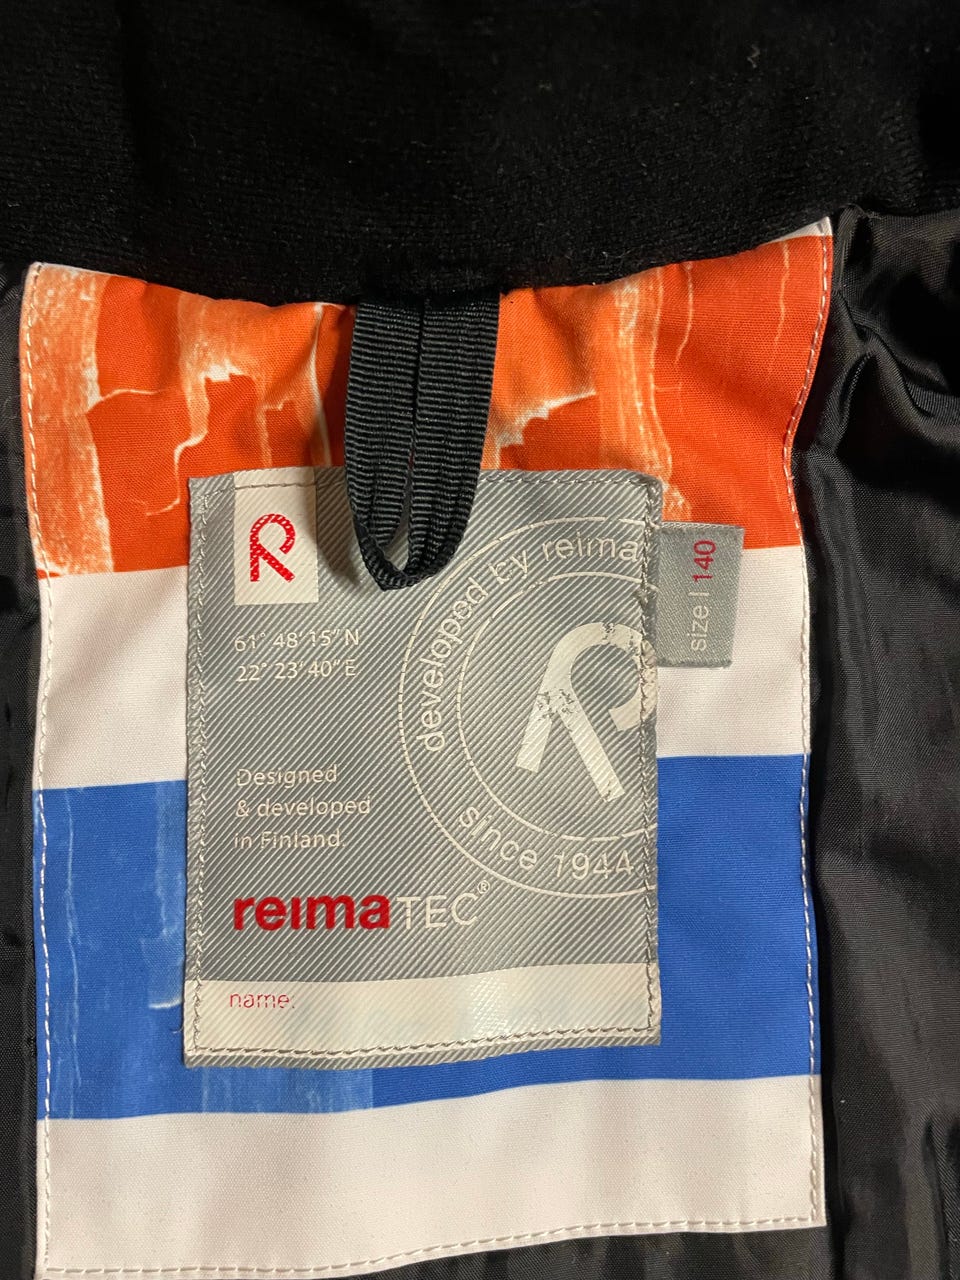 R
61° 48'15"N
22° 23'40"E
developed by reima
since 1944
size | 140
Designed
& developed
in Finland.
reimaTEC®
name: